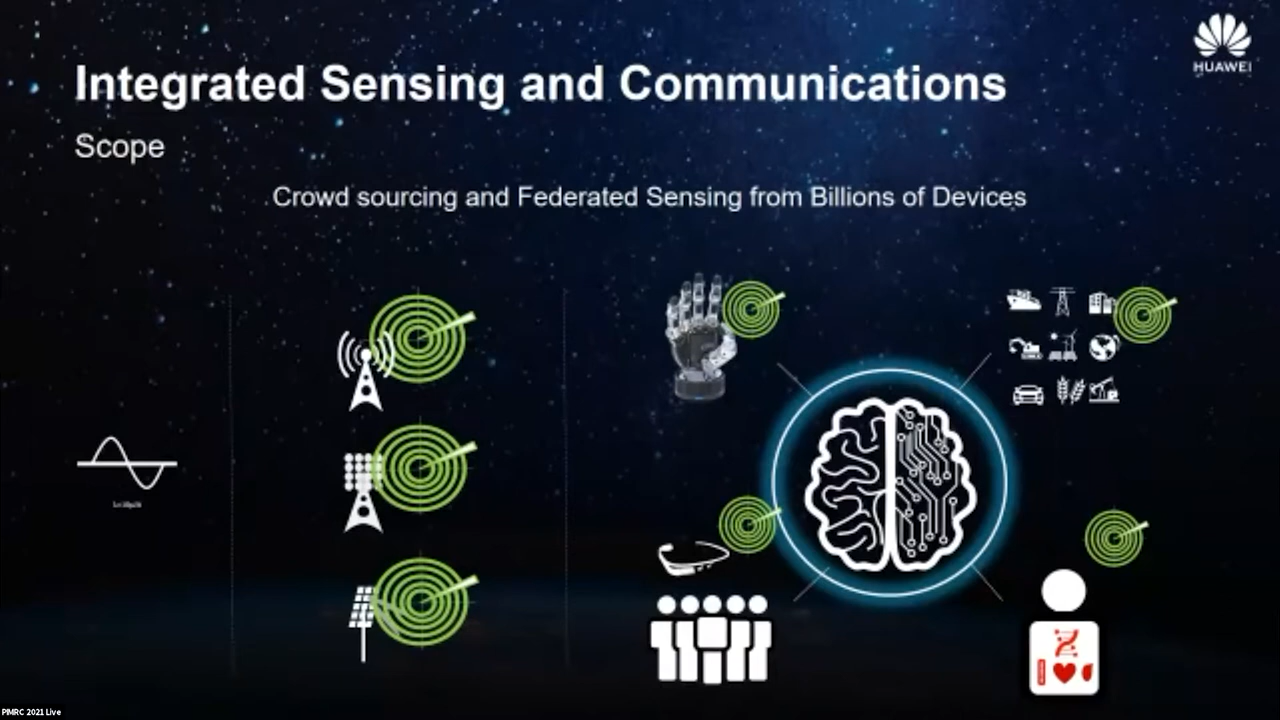 HUAWEI
Integrated Sensing and Communications
Scope
Crowd sourcing and Federated Sensing from Billions of Devices
PIMRC 2021 Live